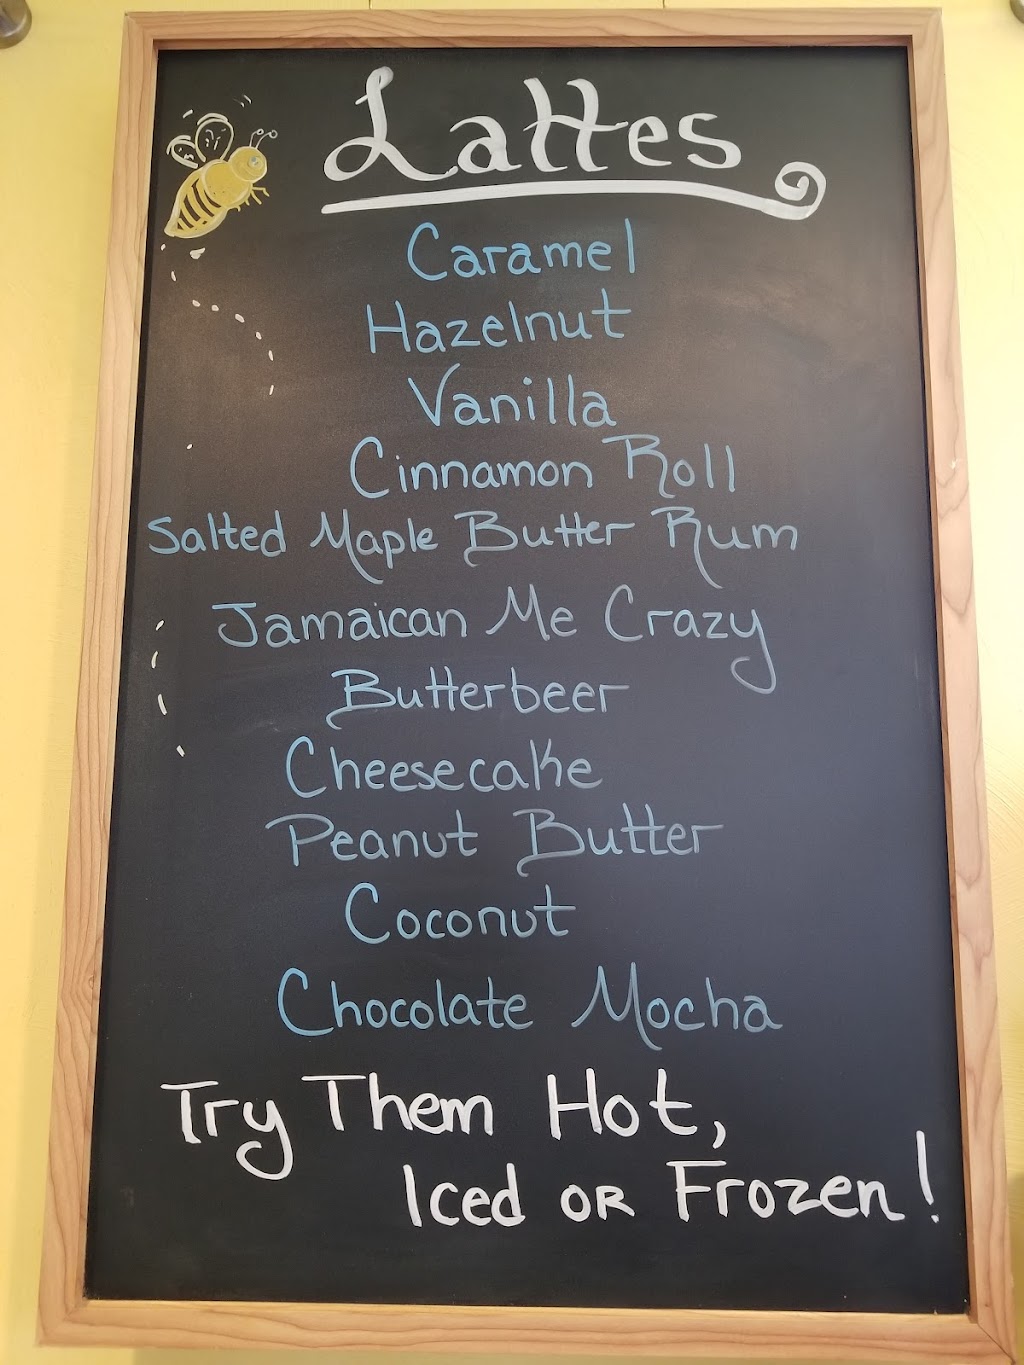 Lattes
Caramel
Hazelnut
Vanilla
Cinnamon Roll
Salted Maple Butter Rum
Jamaican Me Crazy
Butterbeer
Cheesecake
Peanut Butter
Coconut
Chocolate Mocha
Try Them Hot,
Iced OR Frozen!